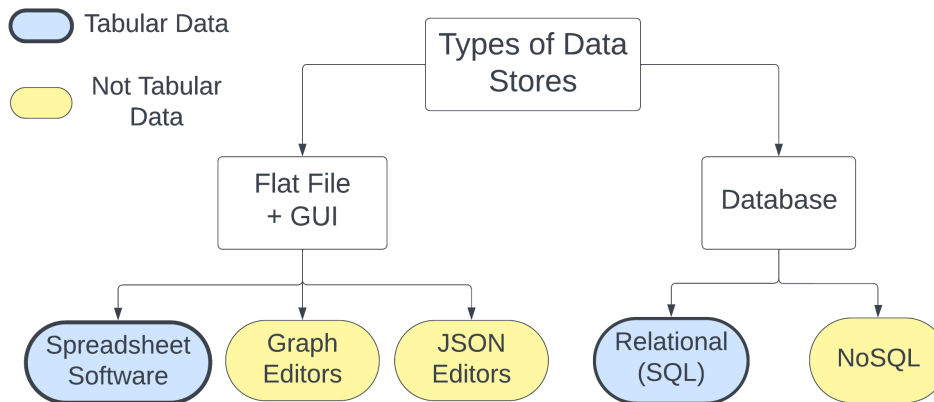 Tabular Data
Not Tabular
Data
Types of Data
Stores
Flat File
+ GUI
Database
Spreadsheet
Software
Graph
Editors
JSON
Editors
Relational
(SQL)
NoSQL